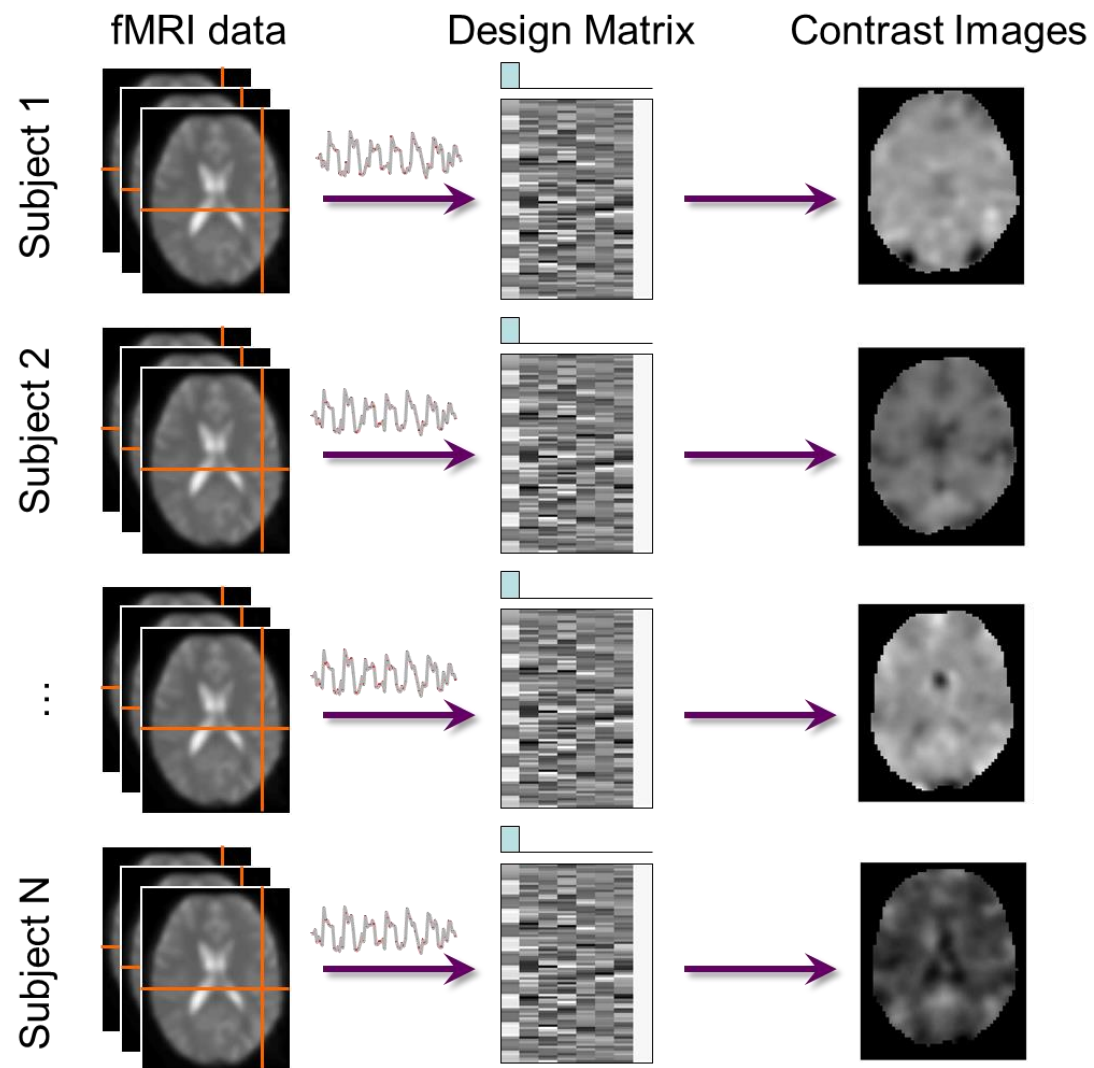 fMRI data
Design Matrix
Contrast Images
Subject 1
Subject 2
...
Subject N